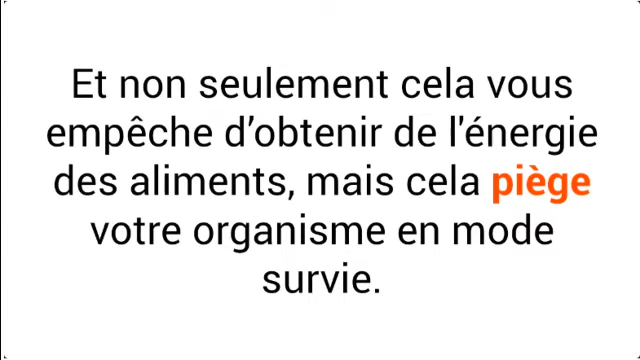 Et non seulement cela vous
empêche d’obtenir de l'énergie
des aliments, mais cela piège
votre organisme en mode
survie.